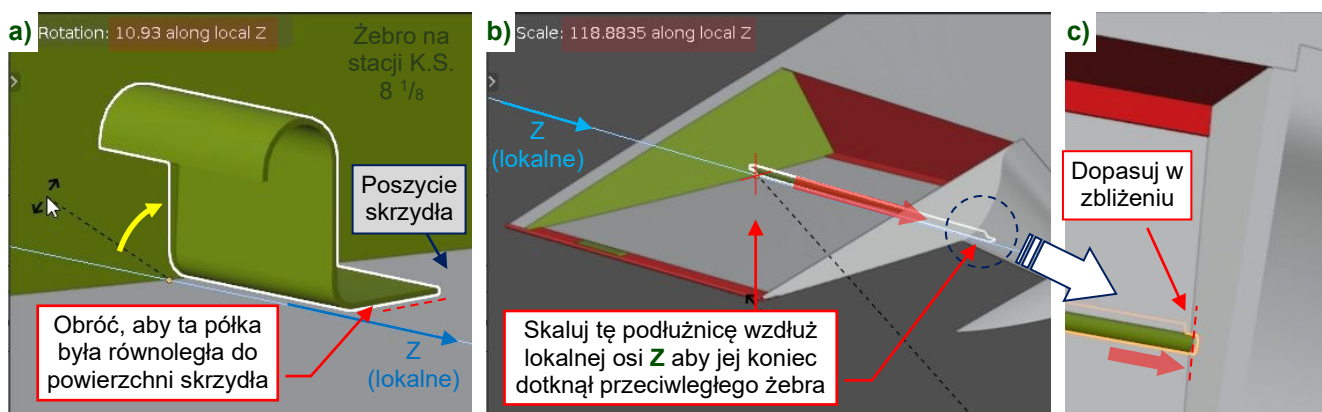 a)
Rotation: 10.93 along local Z
Żebro na
stacji K.S.
8 1/8
Poszycie
skrzydła
Obróć, aby ta półka
była równoległa do
powierzchni skrzydła
Z
(lokalne)
b)
Scale: 118.8835 along local Z
Z
(lokalne)
Skaluj tę podłużnicę wzdłuż
lokalnej osi Z aby jej koniec
dotknął przeciwległego żebra
c)
Dopasuj w
zbliżeniu